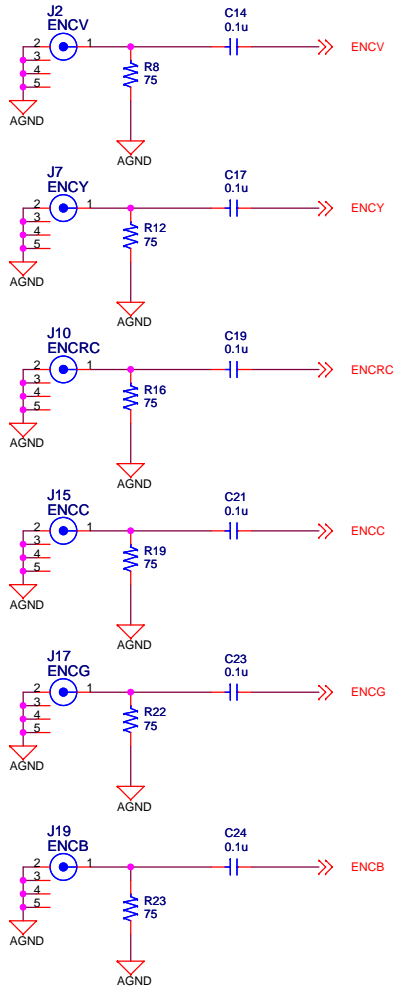 J2
ENCV
2
3
4
5
1
AGND
R8
75
AGND
C14
0.1u
ENCV
J7
ENCY
2
3
4
5
1
AGND
R12
75
AGND
C17
0.1u
ENCY
J10
ENCRC
2
3
4
5
1
AGND
R16
75
AGND
C19
0.1u
ENCRC
J15
ENCC
2
3
4
5
1
AGND
R19
75
AGND
C21
0.1u
ENCC
J17
ENCG
2
3
4
5
1
AGND
R22
75
AGND
C23
0.1u
ENCG
J19
ENCB
2
3
4
5
1
AGND
R23
75
AGND
C24
0.1u
ENCB